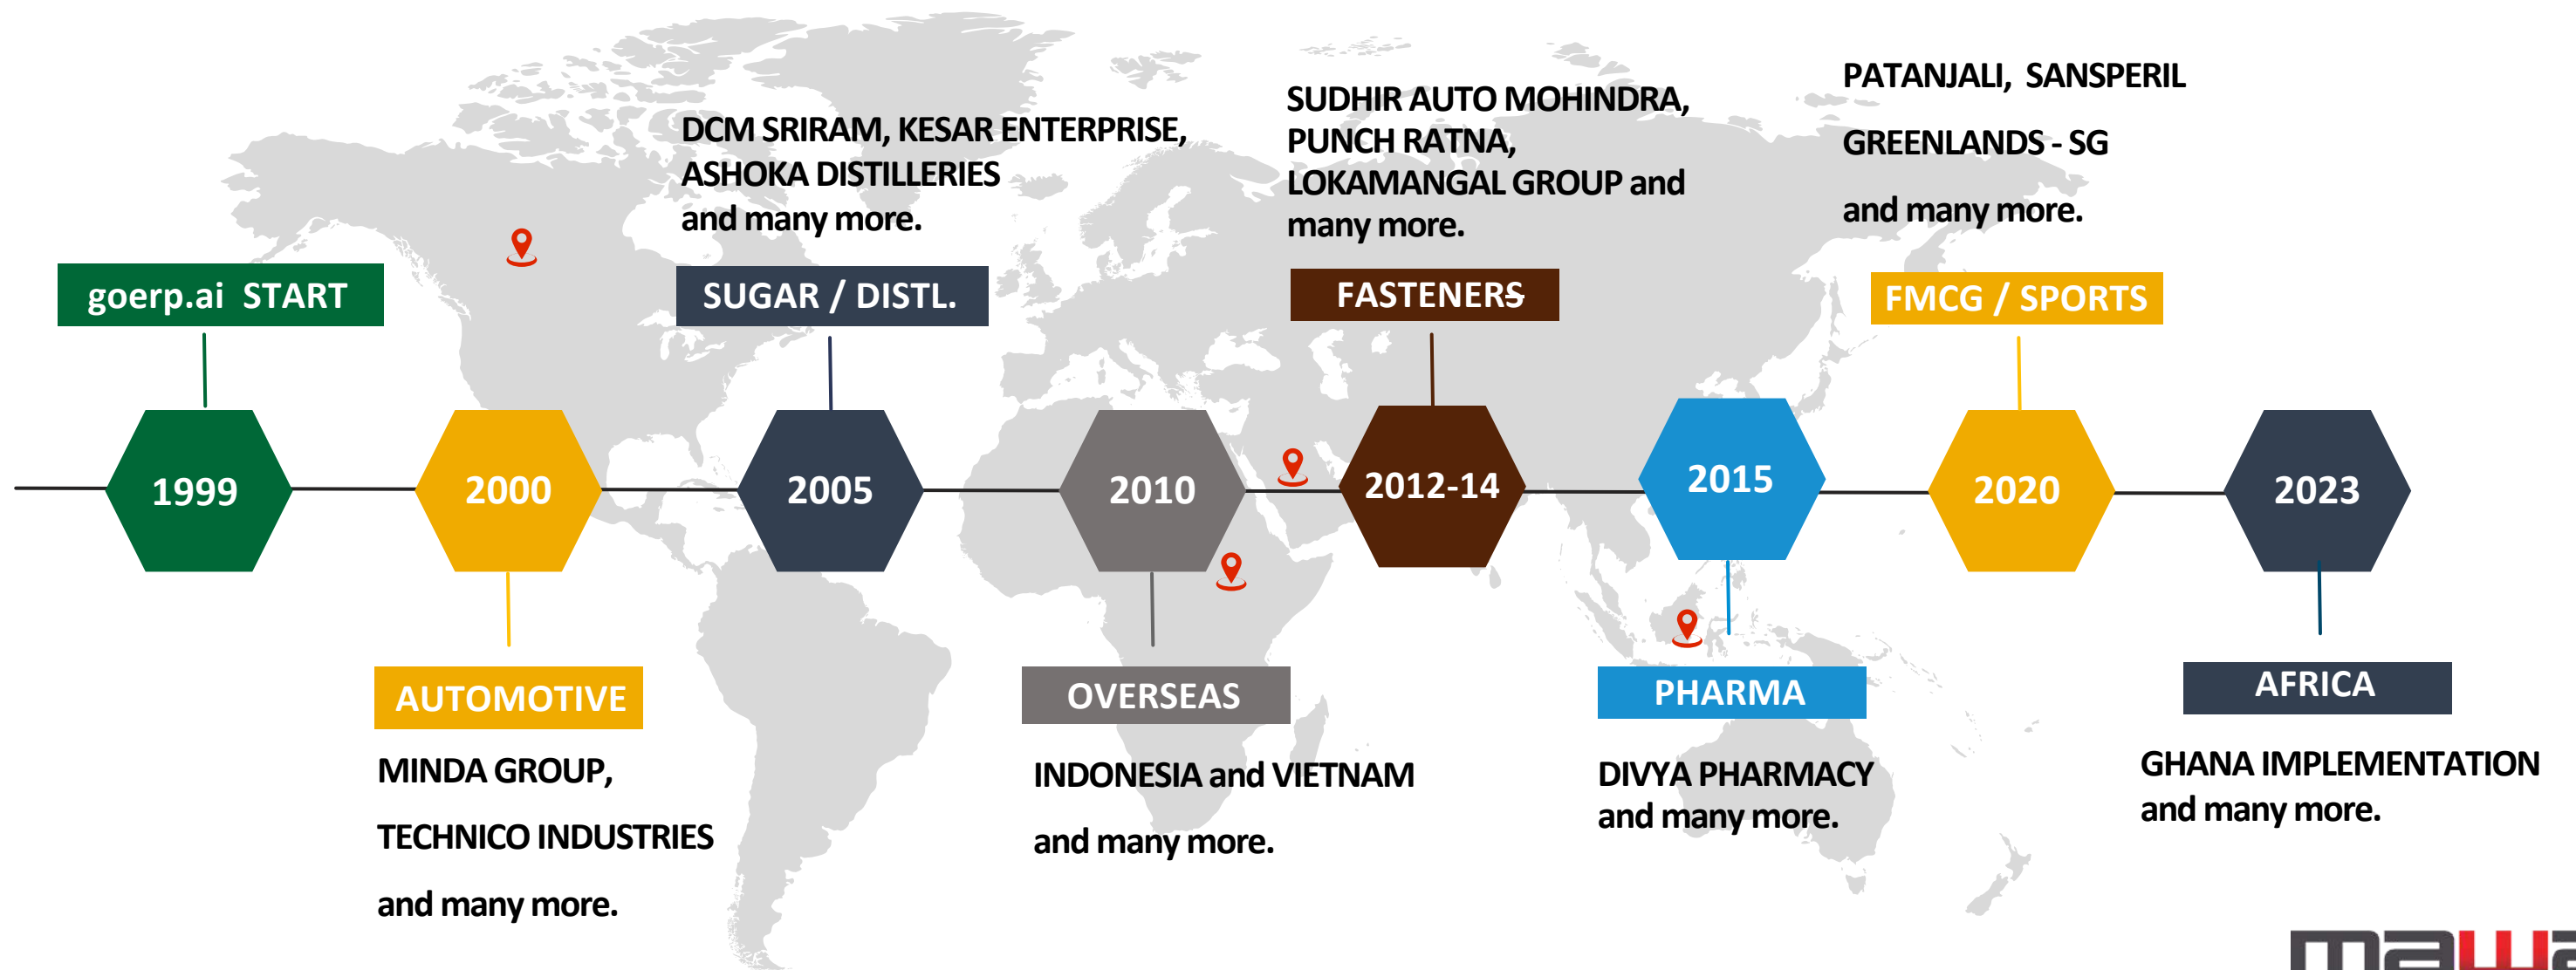 goerp.ai START
1999
2000
AUTOMOTIVE
MINDA GROUP,
TECHNICO INDUSTRIES
and many more.
DCM SRIRAM, KESAR ENTERPRISE,
ASHOKA DISTILLERIES
and many more.
SUGAR / DISTL.
2005
2010
OVERSEAS
INDONESIA and VIETNAM
and many more.
SUDHIR AUTO MOHINDRA,
PUNCH RATNA,
LOKAMANGAL GROUP and
many more.
FASTENERS
2012-14
2015
PHARMA
DIVYA PHARMACY
and many more.
PATANJALI, SANSPERIL
GREENLANDS - SG
and many more.
FMCG / SPORTS
2020
2023
AFRICA
GHANA IMPLEMENTATION
and many more.